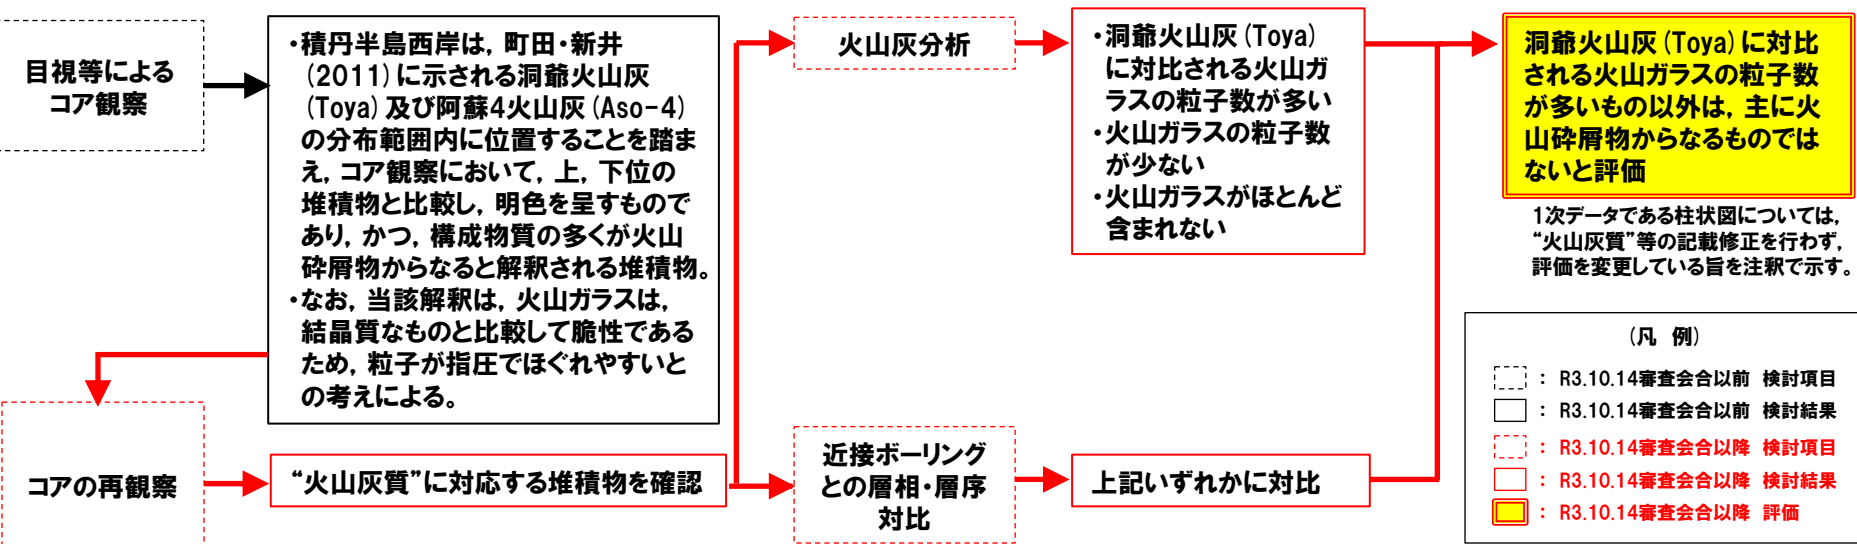 目視等による
コア観察
・積丹半島西岸は，町田・新井
(2011)に示される洞爺火山灰
(Toya)及び阿蘇4火山灰(Aso-4)
の分布範囲内に位置することを踏ま
え，コア観察において，上，下位の
堆積物と比較し，明色を呈すもので
あり，かつ，構成物質の多くが火山
砕屑物からなると解釈される堆積物。
・なお，当該解釈は，火山ガラスは，
結晶質なものと比較して脆性である
ため，粒子が指圧でほぐれやすいと
の考えによる。
コアの再観察
“火山灰質”に対応する堆積物を確認
火山灰分析
・洞爺火山灰(Toya)
に対比される火山ガ
ラスの粒子数が多い
・火山ガラスの粒子数
が少ない
・火山ガラスがほとんど
含まれない
近接ボーリング
との層相・層序
対比
上記いずれかに対比
洞爺火山灰(Toya)に対比
される火山ガラスの粒子数
が多いもの以外は，主に火
山砕屑物からなるものでは
ないと評価
1次データである柱状図については，
“火山灰質”等の記載修正を行わず，
評価を変更している旨を注釈で示す。
(凡 例)
： R3.10.14審査会合以前 検討項目
： R3.10.14審査会合以前 検討結果
： R3.10.14審査会合以降 検討項目
： R3.10.14審査会合以降 検討結果
： R3.10.14審査会合以降 評価